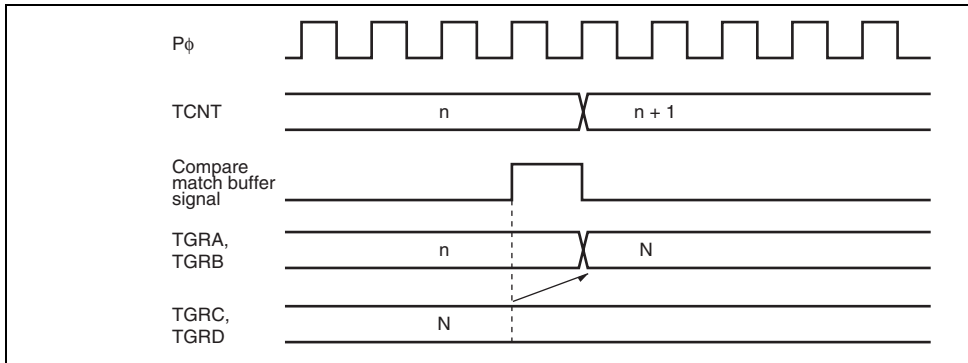 Pϕ
TCNT
n
n + 1
Compare
match buffer
signal
TGRA,
TGRB
n
N
TGRC,
TGRD
N